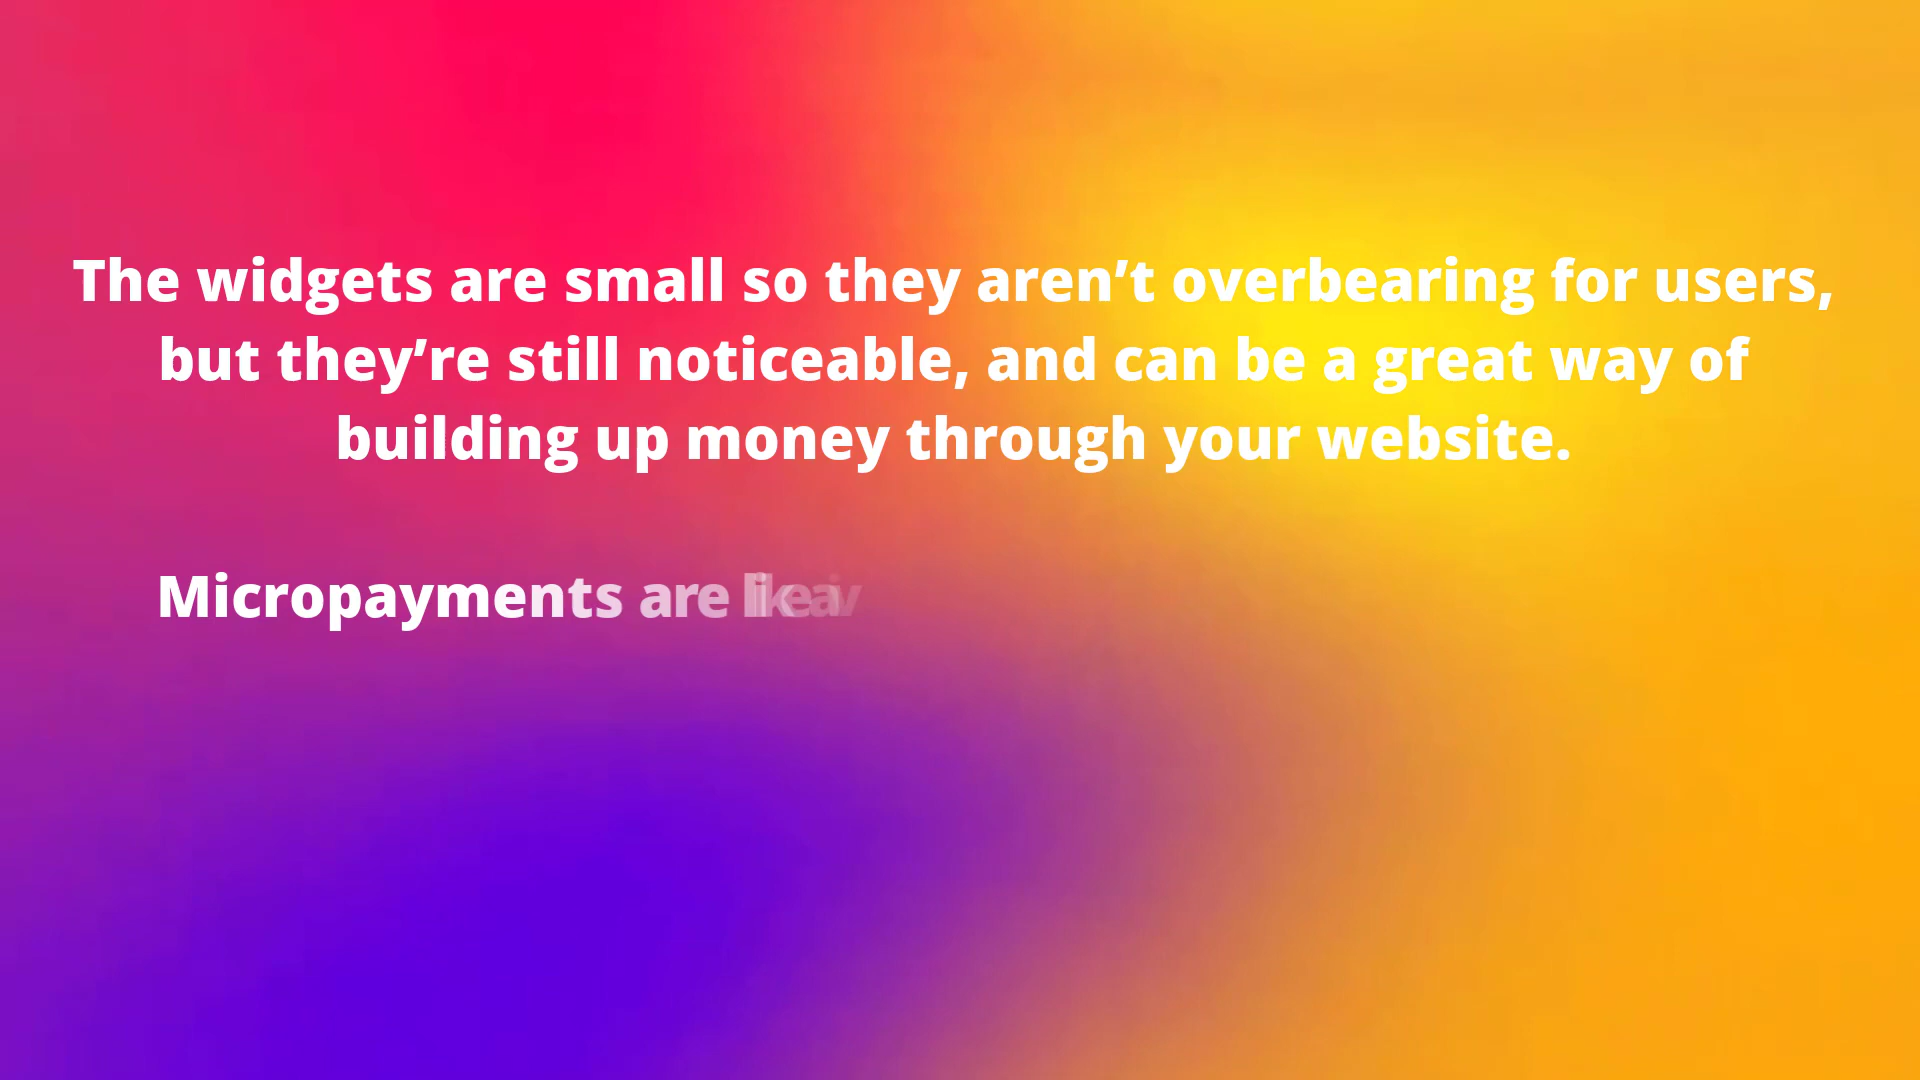 The widgets are small so they aren’t overbearing for users,
but they’re still noticeable, and can be a great way of
building up money through your website.
Micropayments are